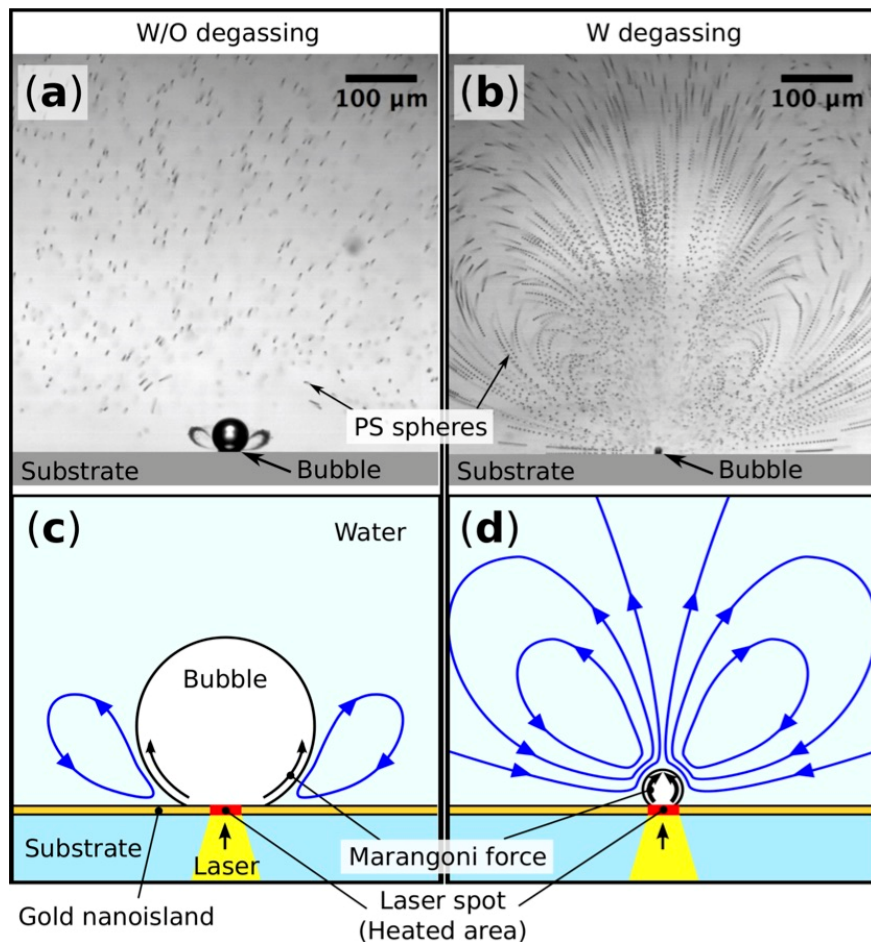 W/O degassing
W degassing
(a)
100 µm
(b)
100 µm
PS spheres
Substrate
Bubble
Substrate
Bubble
(c)
Water
(d)
Bubble
Substrate
Laser
Marangoni force
Gold nanoisland
Laser spot
(Heated area)